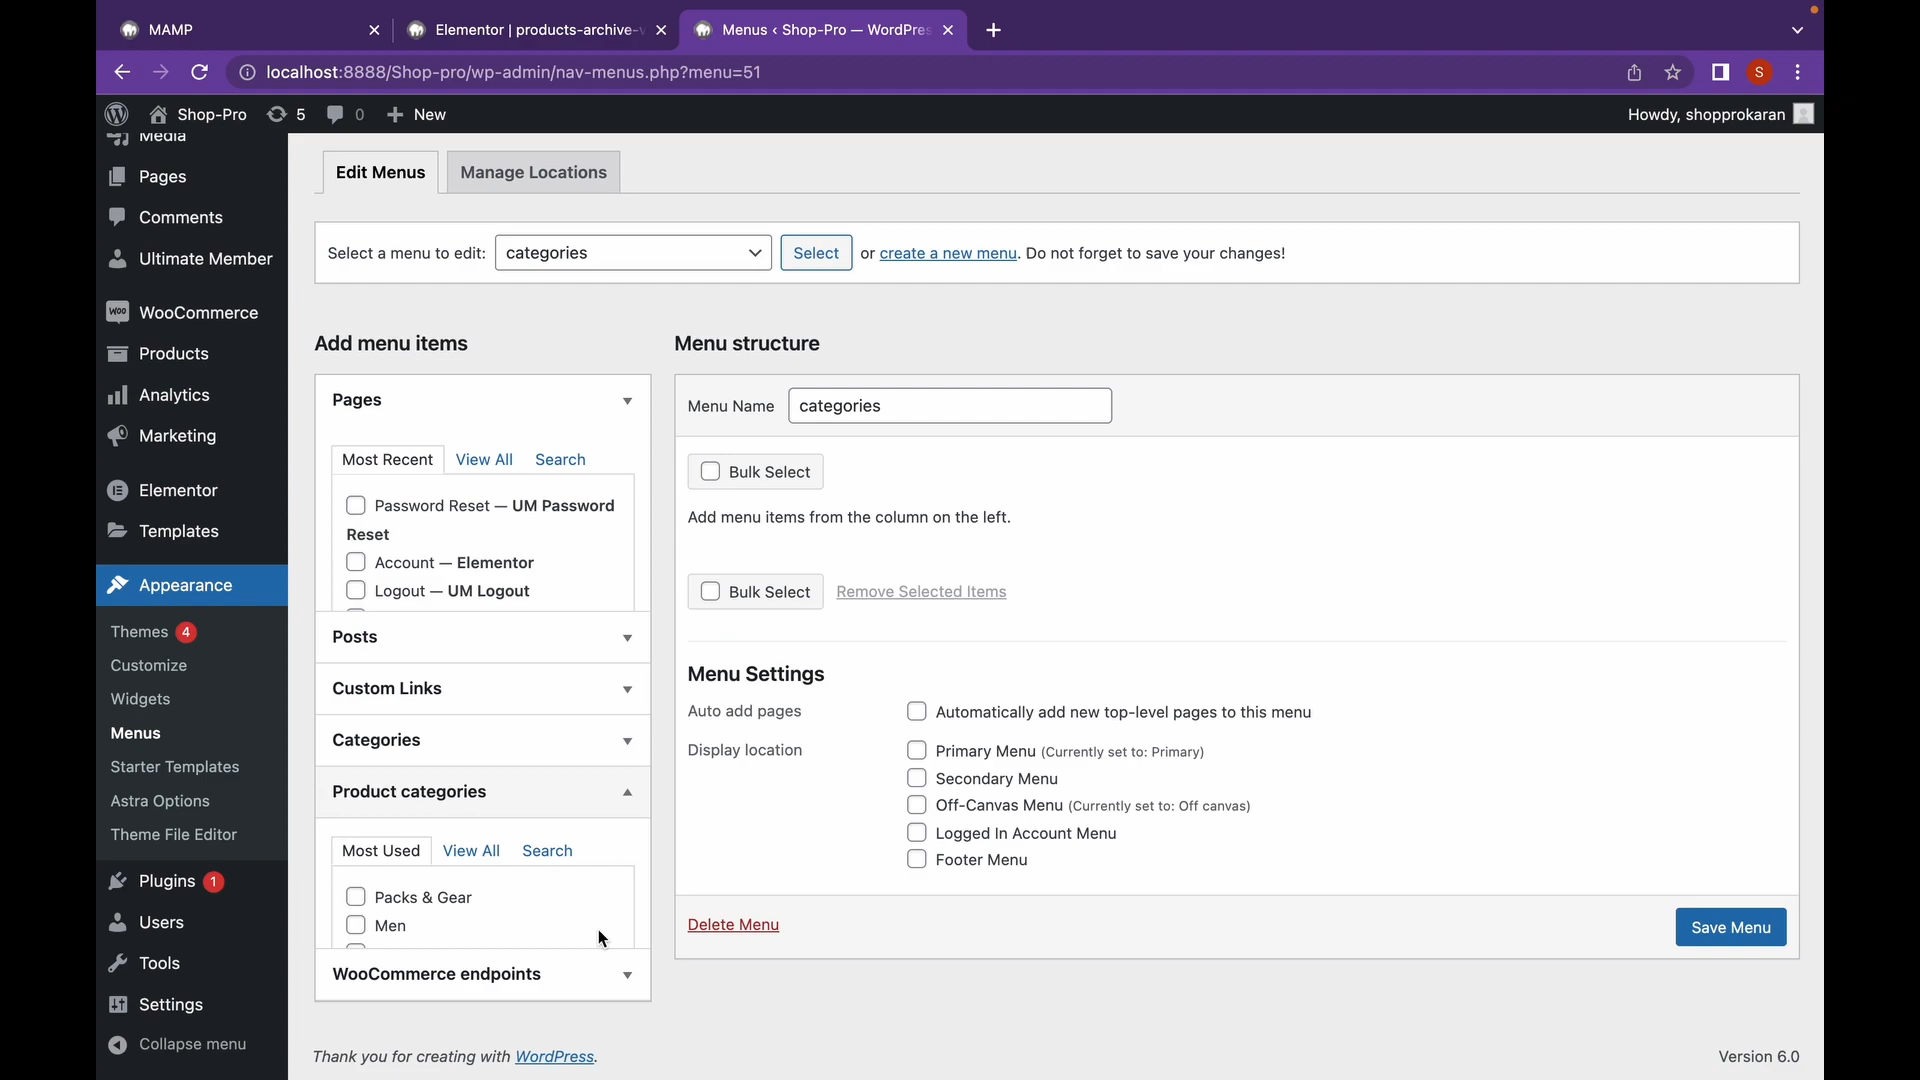 MAMP
Elementor | products-archive-v
Menus ‹ Shop-Pro — WordPres
localhost:8888/Shop-pro/wp-admin/nav-menus.php?menu=51
S
Shop-Pro
5
0
New
Howdy, shopprokaran
Media
Pages
Comments
Ultimate Member
WooCommerce
Products
Analytics
Marketing
Elementor
Templates
Appearance
Themes 4
Customize
Widgets
Menus
Starter Templates
Astra Options
Theme File Editor
Plugins 1
Users
Tools
Settings
Collapse menu
Edit Menus
Manage Locations
Select a menu to edit: categories Select or create a new menu. Do not forget to save your changes!
Add menu items
Pages
Most Recent View All Search
Password Reset — UM Password
Reset
Account — Elementor
Logout — UM Logout
Posts
Custom Links
Categories
Product categories
Most Used View All Search
Packs & Gear
Men
WooCommerce endpoints
Menu structure
Menu Name categories
Bulk Select
Add menu items from the column on the left.
Bulk Select Remove Selected Items
Menu Settings
Auto add pages Automatically add new top-level pages to this menu
Display location Primary Menu (Currently set to: Primary)
Secondary Menu
Off-Canvas Menu (Currently set to: Off canvas)
Logged In Account Menu
Footer Menu
Delete Menu
Save Menu
Thank you for creating with WordPress.
Version 6.0